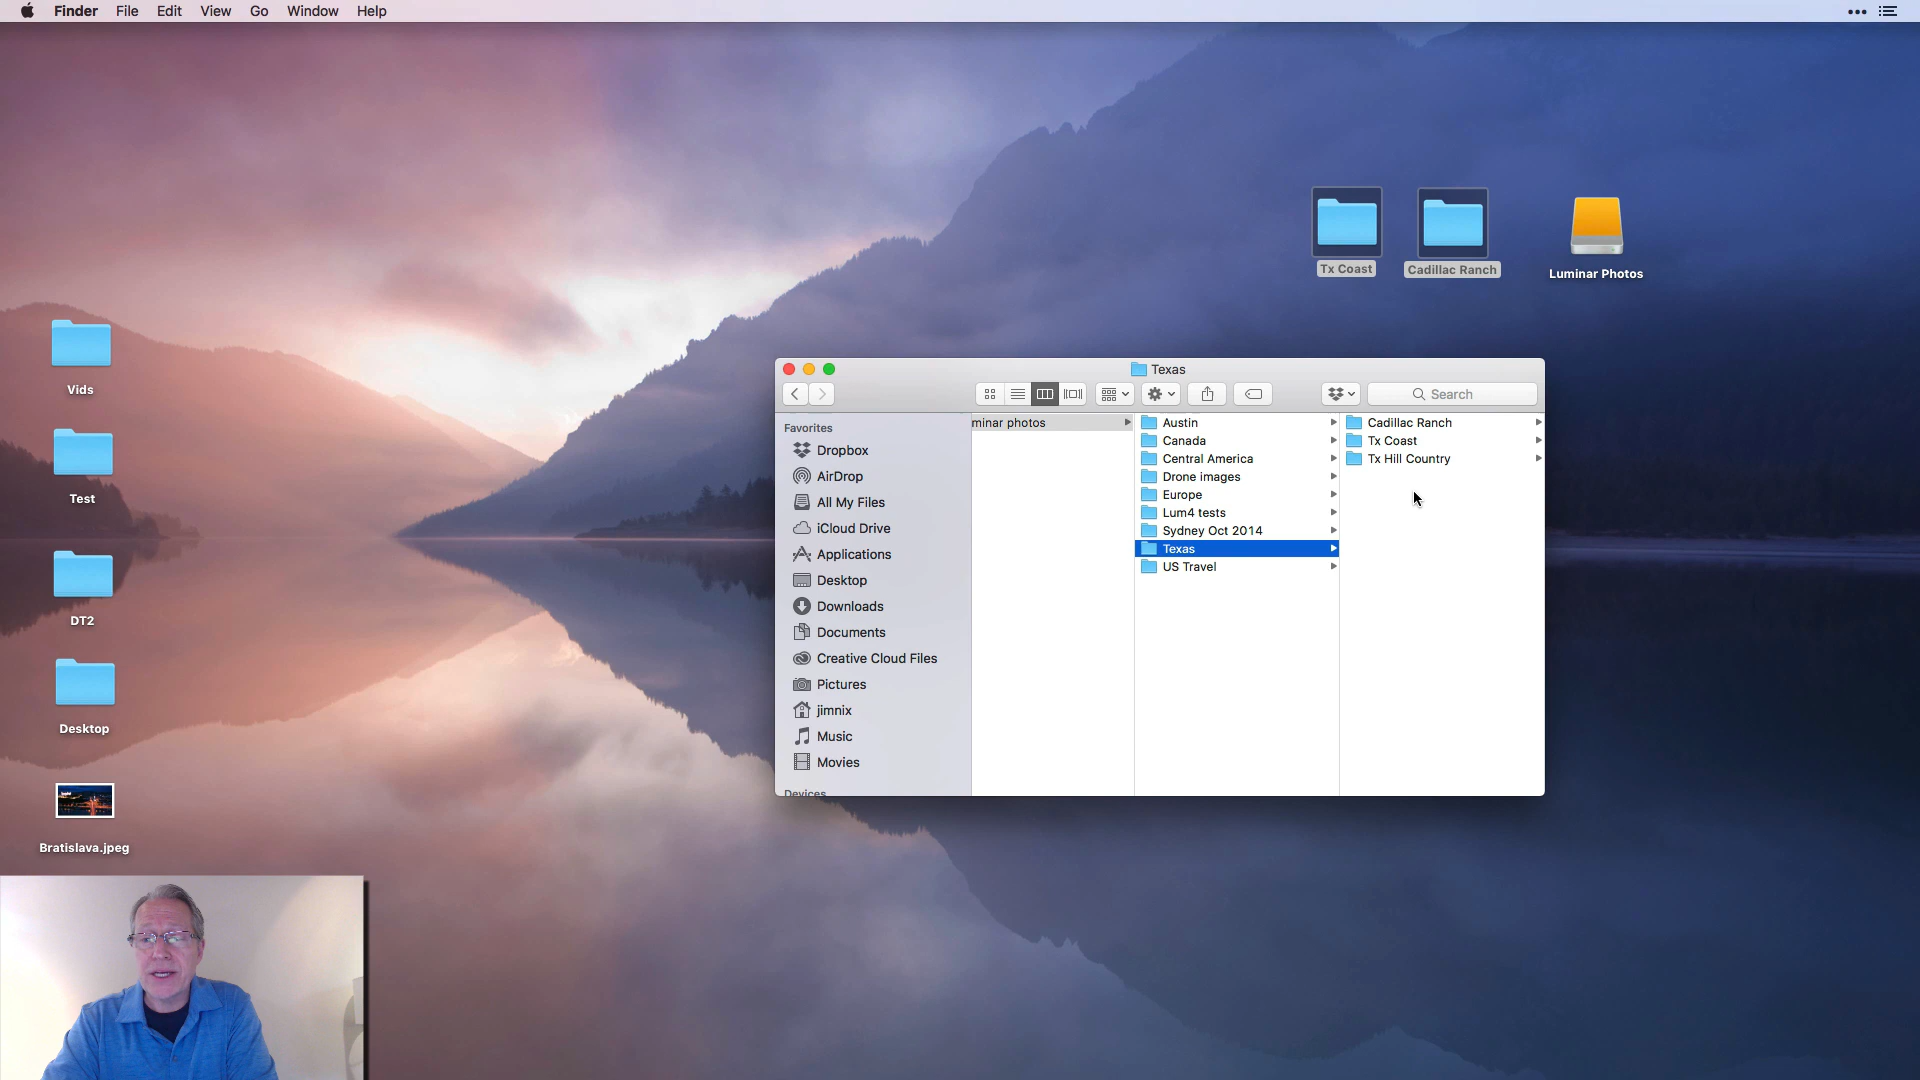 Finder File Edit View Go Window Help
Tx Coast
Cadillac Ranch
Luminar Photos
Vids
Test
DT2
Desktop
Bratislava.jpeg
Texas
Search
Favorites
Dropbox
AirDrop
All My Files
iCloud Drive
Applications
Desktop
Downloads
Documents
Creative Cloud Files
Pictures
jimnix
Music
Movies
Devices
minar photos
Austin
Canada
Central America
Drone images
Europe
Lum4 tests
Sydney Oct 2014
Texas
US Travel
Cadillac Ranch
Tx Coast
Tx Hill Country